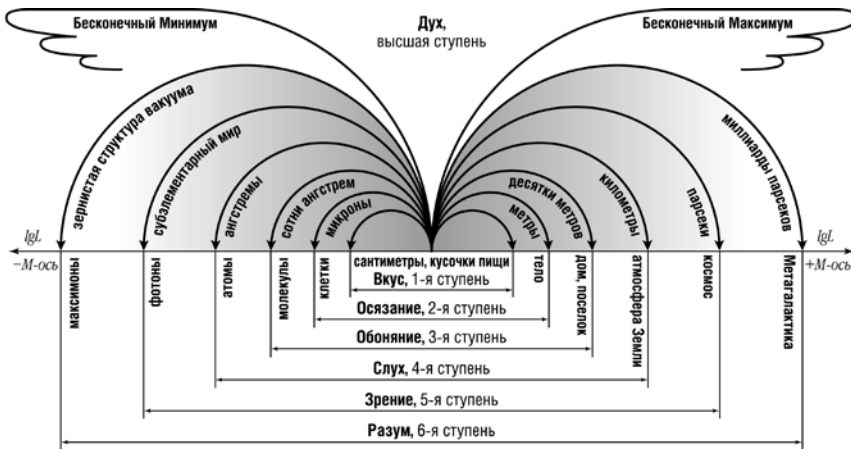 Бесконечный Минимум
Дух,
высшая ступень
Бесконечный Максимум
зернистая структура вакуума
субэлементарный мир
ангстремы
сотни ангстрем
микроны
метры
десятки метров
километры
парсеки
миллиарды парсеков
lgL
–М-ось
lgL
+М-ось
максимоны
фотоны
атомы
молекулы
клетки
сантиметры, кусочки пищи
тело
дом, поселок
атмосфера Земли
космос
Метагалактика
Вкус, 1-я ступень
Осязание, 2-я ступень
Обоняние, 3-я ступень
Слух, 4-я ступень
Зрение, 5-я ступень
Разум, 6-я ступень